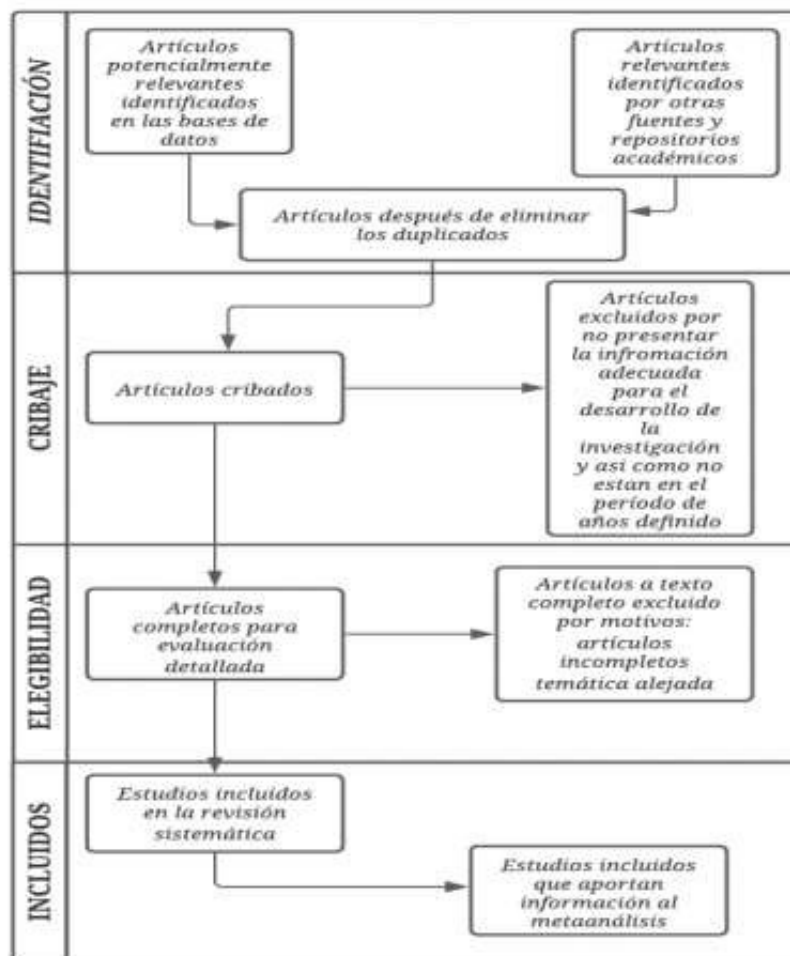 IDENTIFIACIÓN
Artículos
potencialmente
relevantes
identificados
en las bases de
datos
Artículos
relevantes
identificados
por otras
fuentes y
repositorios
académicos
Artículos después de eliminar
los duplicados
CRIBAJE
Artículos cribados
Artículos
excluidos por
no presentar
la infromación
adecuada
para el
desarrollo de
la
investigación
y así como no
están en el
período de
años definido
ELEGIBILIDAD
Artículos
completos para
evaluación
detallada
Artículos a texto
completo excluido
por motivos:
artículos
incompletos
temática alejada
INCLUIDOS
Estudios incluidos
en la revisión
sistemática
Estudios incluidos
que aportan
información al
metaanálisis